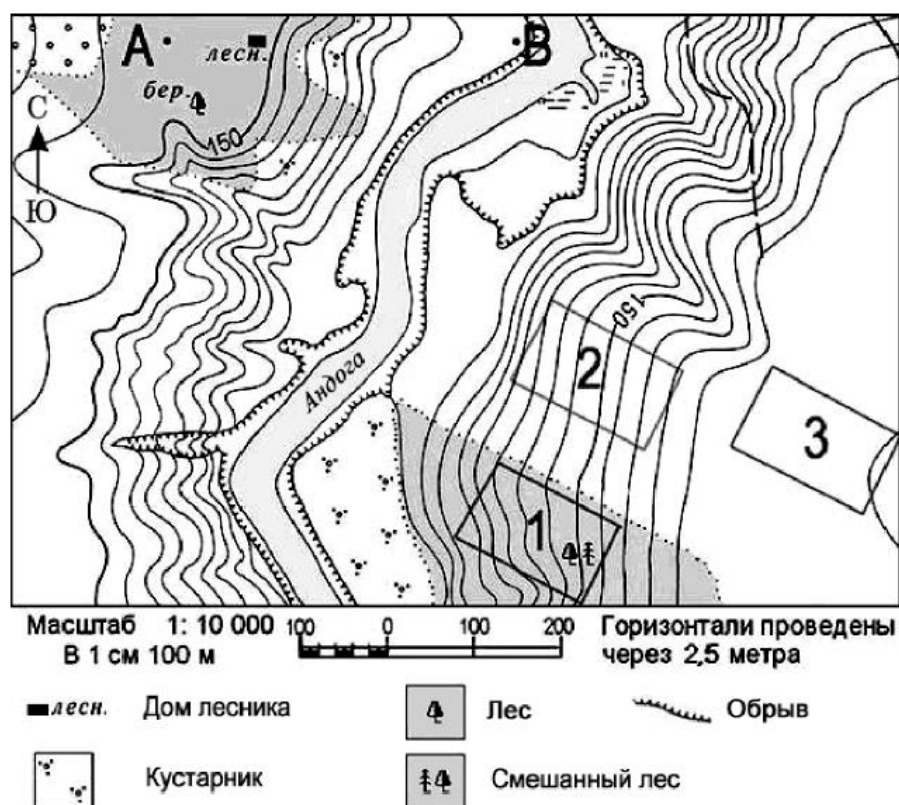 А лесн. В
бер.
С
150
Ю
150
2
Андога
3
1
Масштаб 1: 10 000 100 0 100 200 Горизонтали проведены
В 1 см 100 м через 2,5 метра
лесн. Дом лесника Лес Обрыв
Кустарник Смешанный лес